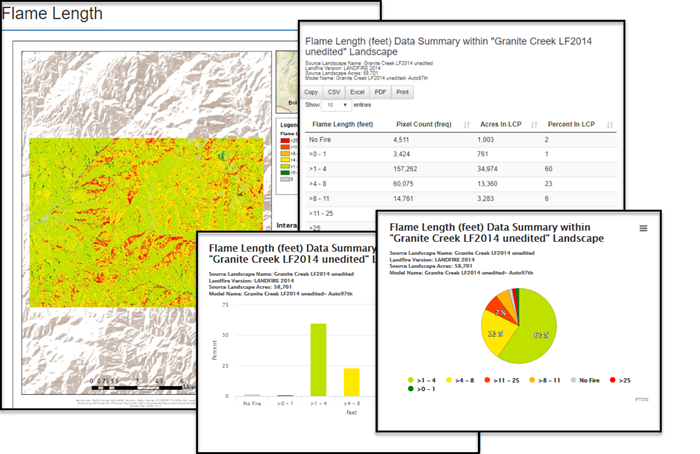 Flame Length
Flame Length (feet) Data Summary within "Granite Creek LF2014
unedited" Landscape
Source Landscape Name: Granite Creek LF2014 unedited
Landfire Version: LANDFIRE 2014
Source Landscape Acres: 58,701
Model Name: Granite Creek LF2014 unedited- Auto97th
Copy CSV Excel PDF Print
Show 10 entries
Flame Length (feet) Pixel Count (freq) Acres In LCP Percent In LCP
No Fire 4,511 1,003 2
>0 - 1 3,424 761 1
>1 - 4 157,262 34,974 60
>4 - 8 60,075 13,360 23
>8 - 11 14,761 3,283 6
>11 - 25
>25
Legend
Flame L
Flame Length (feet) Data Summary
"Granite Creek LF2014 unedited" L
Source Landscape Name: Granite Creek LF2014 unedited
Landfire Version: LANDFIRE 2014
Source Landscape Acres: 58,701
Model Name: Granite Creek LF2014 unedited- Auto97th
75
50
25
0
Percent
No Fire >0 - 1 >1 - 4 >4 - 8
feet
Flame Length (feet) Data Summary within
"Granite Creek LF2014 unedited" Landscape
Source Landscape Name: Granite Creek LF2014 unedited
Landfire Version: LANDFIRE 2014
Source Landscape Acres: 58,701
Model Name: Granite Creek LF2014 unedited- Auto97th
>1 - 4 >4 - 8 >11 - 25 >8 - 11 No Fire >25
>0 - 1
IFTDSS